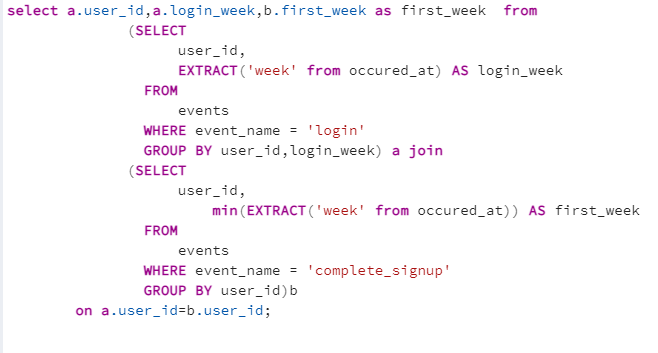 select a.user_id,a.login_week,b.first_week as first_week  from
(SELECT
user_id,
EXTRACT('week' from occured_at) AS login_week
FROM
events
WHERE event_name = 'login'
GROUP BY user_id,login_week) a join
(SELECT
user_id,
min(EXTRACT('week' from occured_at)) AS first_week
FROM
events
WHERE event_name = 'complete_signup'
GROUP BY user_id)b
on a.user_id=b.user_id;